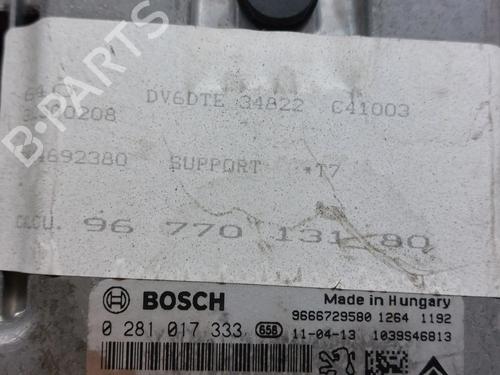 B-PARTS
DV6DTE 34822 C41003
0208
692380 SUPPORT T7
CALCU. 96 770 131 80
BOSCH Made in Hungary
9666729580 1264 1192
0 281 017 333 658 11-04-13 1039S46813